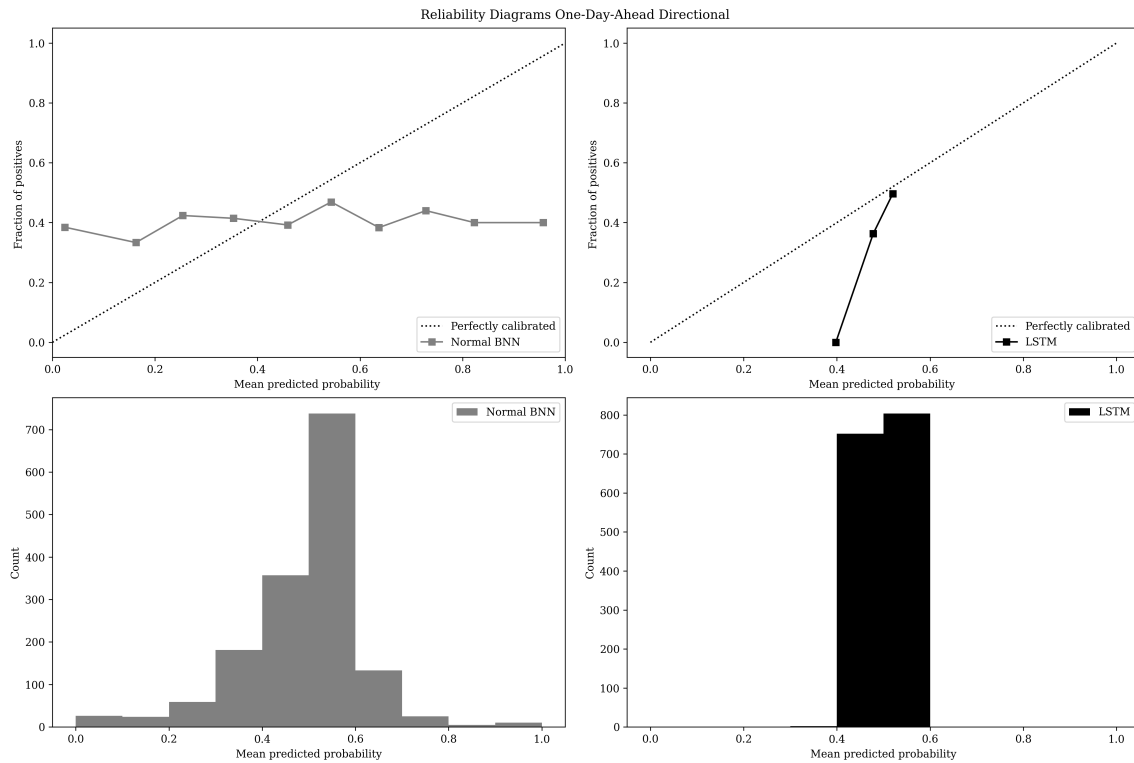 Reliability Diagrams One-Day-Ahead Directional
1.0
0.8
0.6
0.4
0.2
0.0
Fraction of positives
Perfectly calibrated
Normal BNN
0.0 0.2 0.4 0.6 0.8 1.0
Mean predicted probability
1.0
0.8
0.6
0.4
0.2
0.0
Fraction of positives
Perfectly calibrated
LSTM
0.0 0.2 0.4 0.6 0.8 1.0
Mean predicted probability
700
600
500
400
300
200
100
0
Count
Normal BNN
0.0 0.2 0.4 0.6 0.8 1.0
Mean predicted probability
800
700
600
500
400
300
200
100
0
Count
LSTM
0.0 0.2 0.4 0.6 0.8 1.0
Mean predicted probability